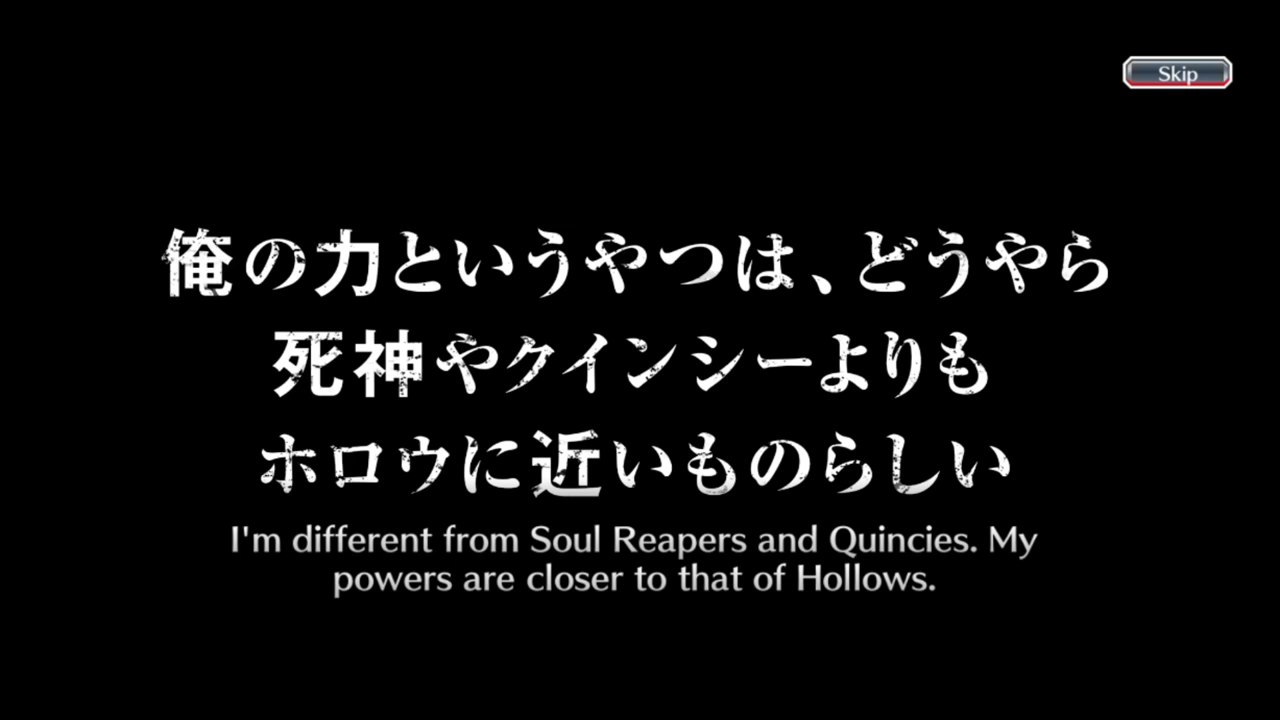 Skip
俺の力というやつは、どうやら
死神やクインシーよりも
ホロウに近いものらしい
I'm different from Soul Reapers and Quincies. My
powers are closer to that of Hollows.